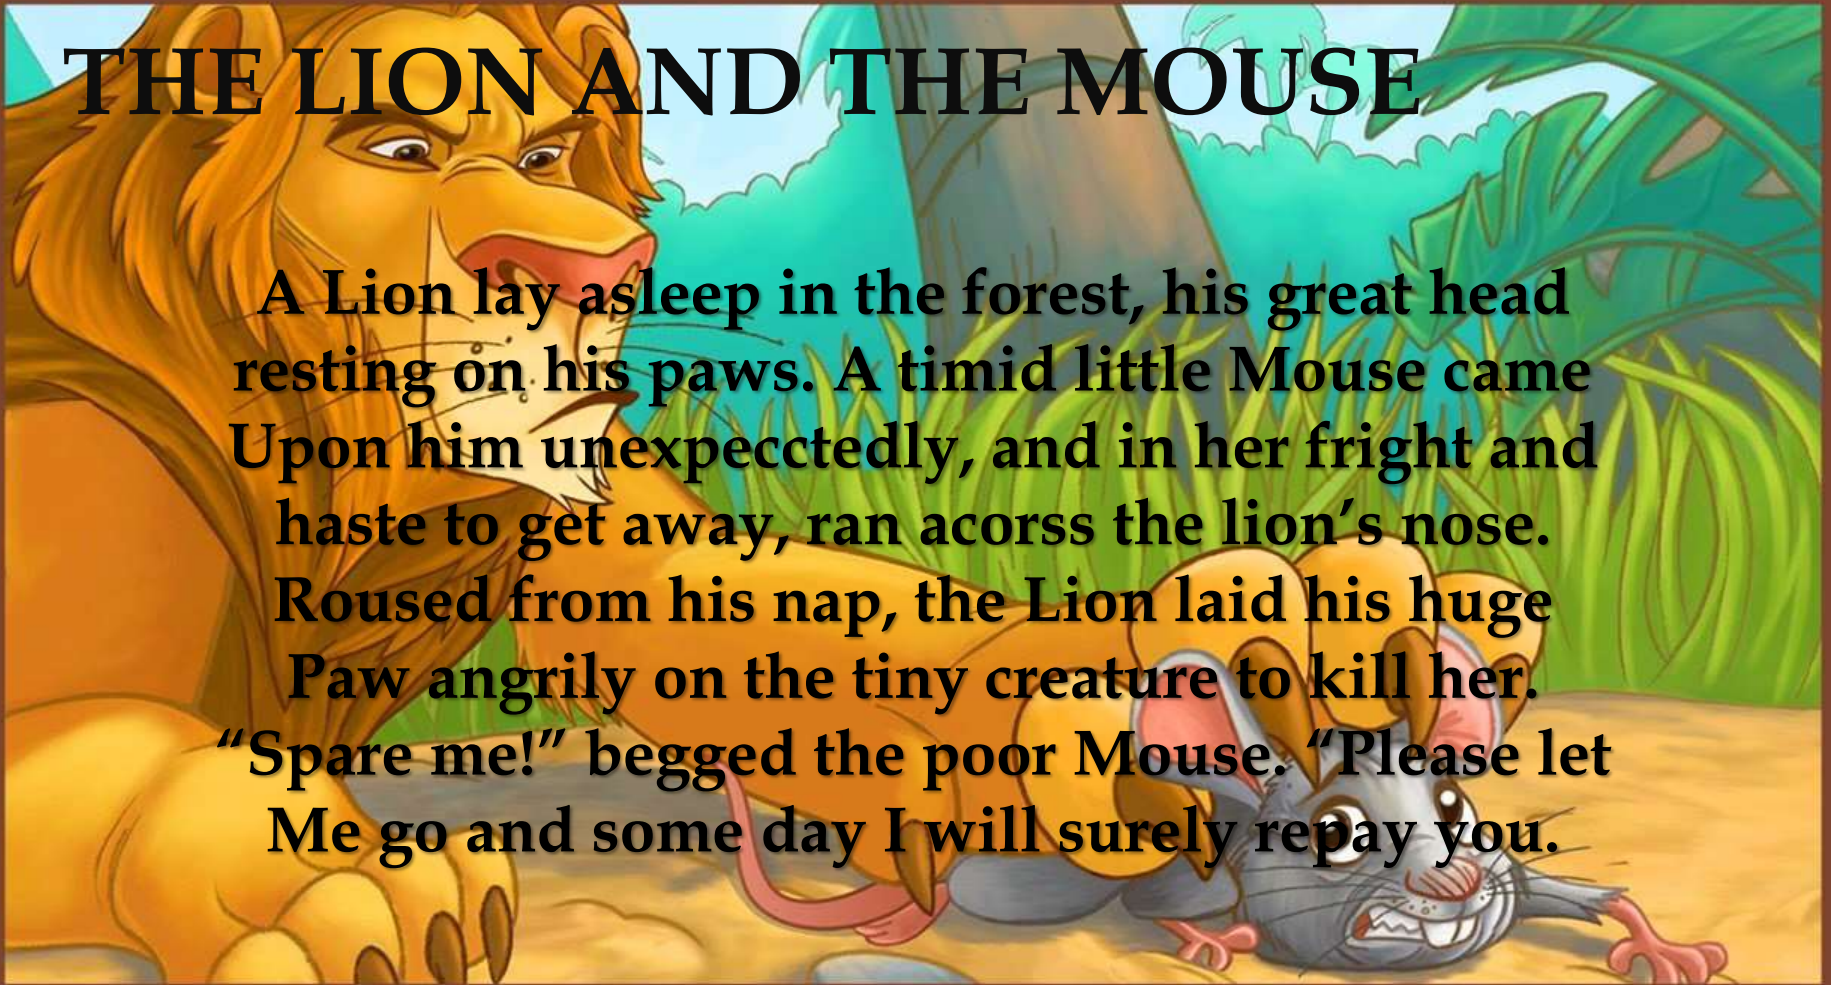 THE LION AND THE MOUSE
A Lion lay asleep in the forest, his great head
resting on his paws. A timid little Mouse came
Upon him unexpecctedly, and in her fright and
haste to get away, ran acorss the lion’s nose.
Roused from his nap, the Lion laid his huge
Paw angrily on the tiny creature to kill her.
“Spare me!” begged the poor Mouse. “Please let
Me go and some day I will surely repay you.